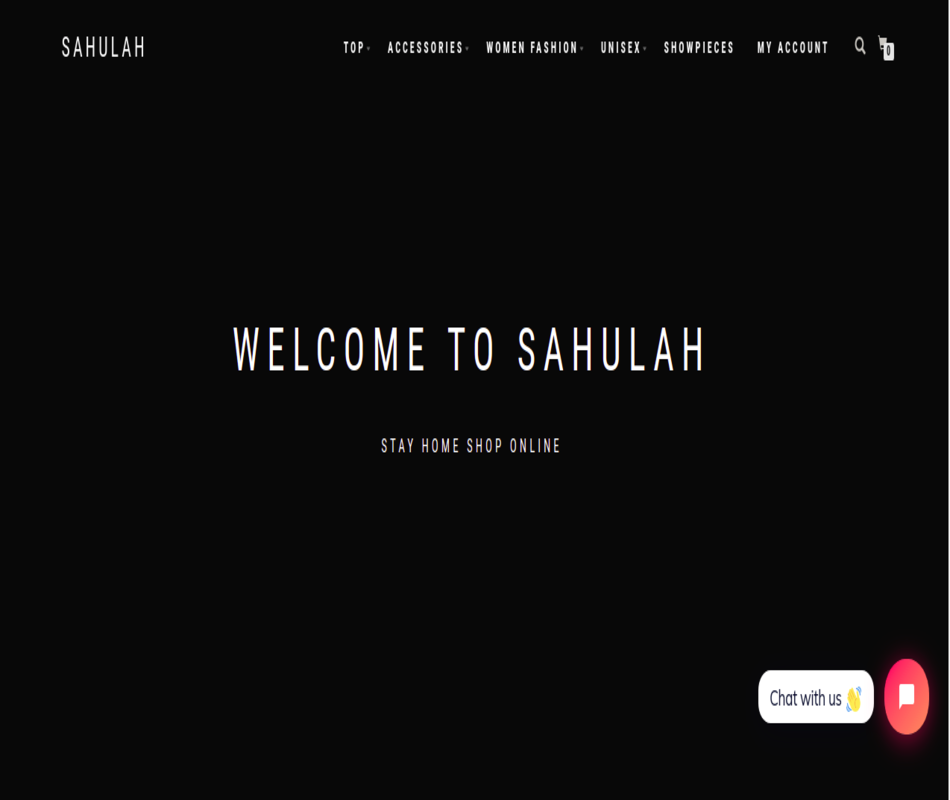 SAHULAH
TOP ACCESSORIES WOMEN FASHION UNISEX SHOWPIECES MY ACCOUNT 0
WELCOME TO SAHULAH
STAY HOME SHOP ONLINE
Chat with us 👋